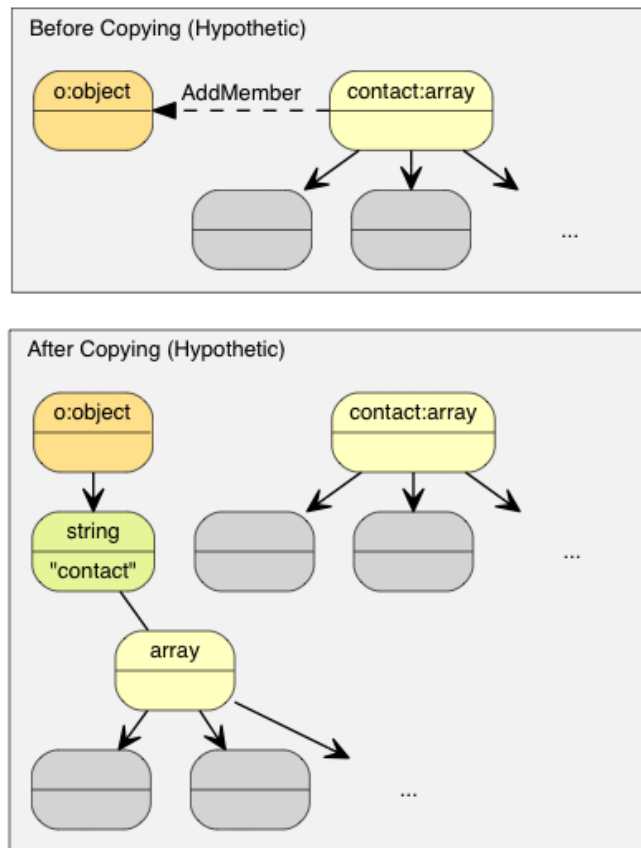 Before Copying (Hypothetic)
o:object
AddMember
contact:array
...
After Copying (Hypothetic)
o:object
contact:array
string
"contact"
...
array
...